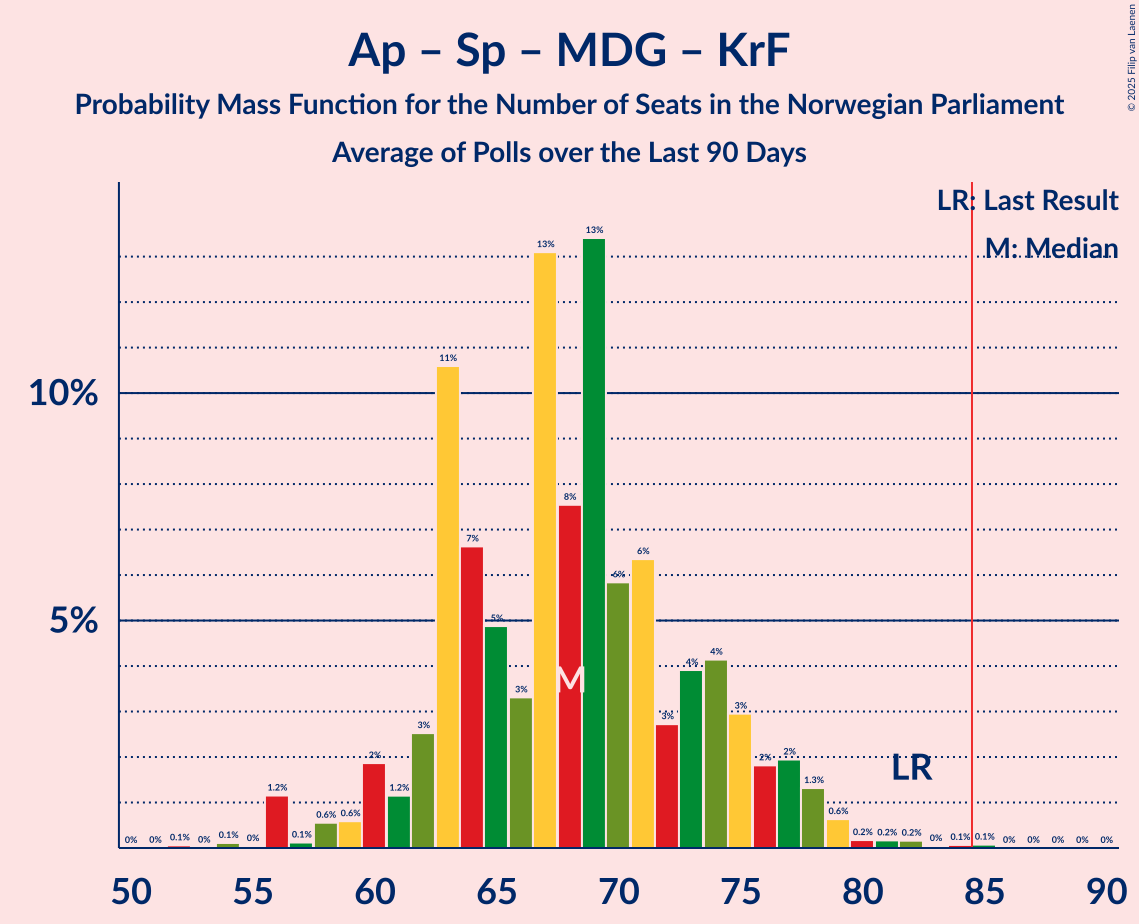 Ap – Sp – MDG – KrF
Probability Mass Function for the Number of Seats in the Norwegian Parliament
Average of Polls over the Last 90 Days
© 2025 Filip van Laenen
LR: Last Result
M: Median
10%
5%
0% 0% 0.1% 0% 0.1% 0% 1.2% 0.1% 0.6% 0.6% 2% 1.2% 3% 11% 7% 5% 3% 13% 8% 13% 6% 6% 3% 4% 4% 3% 2% 2% 1.3% 0.6% 0.2% 0.2% 0.2% 0% 0.1% 0.1% 0% 0% 0% 0% 0%
M
LR
50 55 60 65 70 75 80 85 90